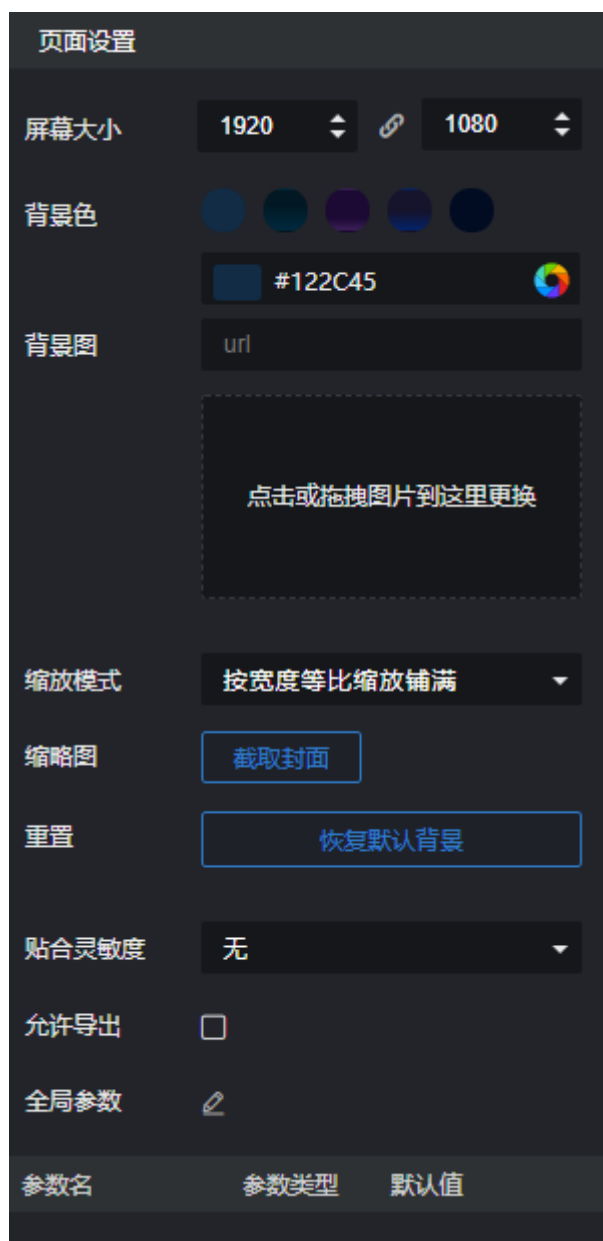 页面设置
屏幕大小 1920 1080
背景色
#122C45
背景图 url
点击或拖拽图片到这里更换
缩放模式 按宽度等比缩放铺满
缩略图 截取封面
重置 恢复默认背景
贴合灵敏度 无
允许导出
全局参数
参数名 参数类型 默认值